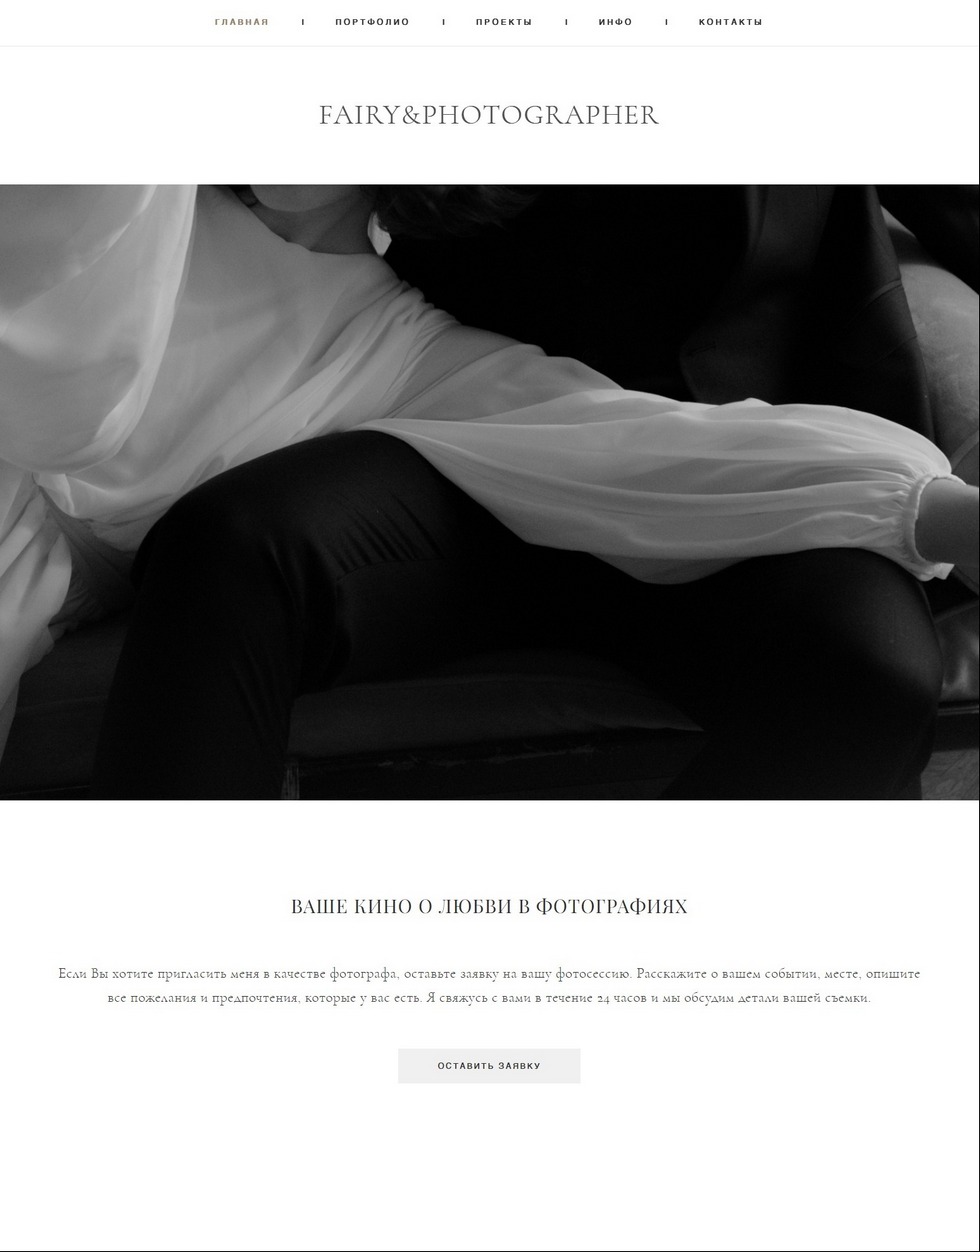 ГЛАВНАЯ I ПОРТФОЛИО I ПРОЕКТЫ I ИНФО I КОНТАКТЫ
FAIRY&PHOTOGRAPHER
ВАШЕ КИНО О ЛЮБВИ В ФОТОГРАФИЯХ
Если Вы хотите пригласить меня в качестве фотографа, оставьте заявку на вашу фотосессию. Расскажите о вашем событии, месте, опишите
все пожелания и предпочтения, которые у вас есть. Я свяжусь с вами в течение 24 часов и мы обсудим детали вашей съемки.
ОСТАВИТЬ ЗАЯВКУ